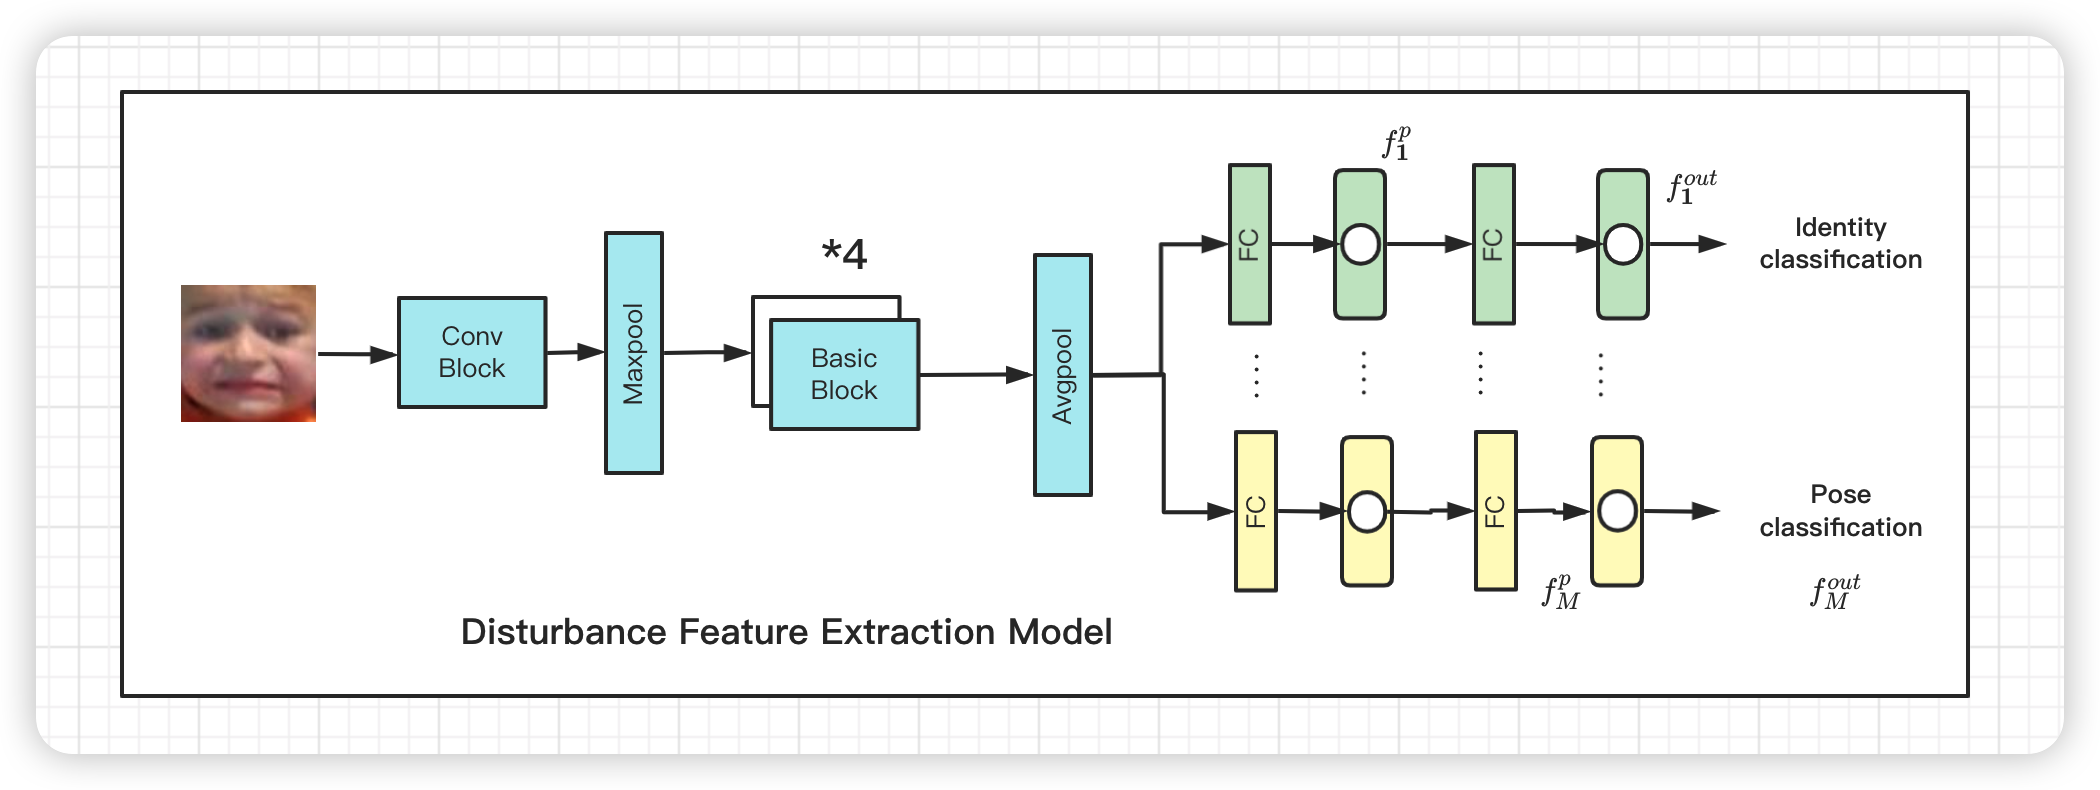 Conv
Block
Maxpool
*4
Basic
Block
Avgpool
FC
f_1^p
FC
f_1^{out}
Identity
classification
FC
FC
f_M^p
Pose
classification
f_M^{out}
Disturbance Feature Extraction Model